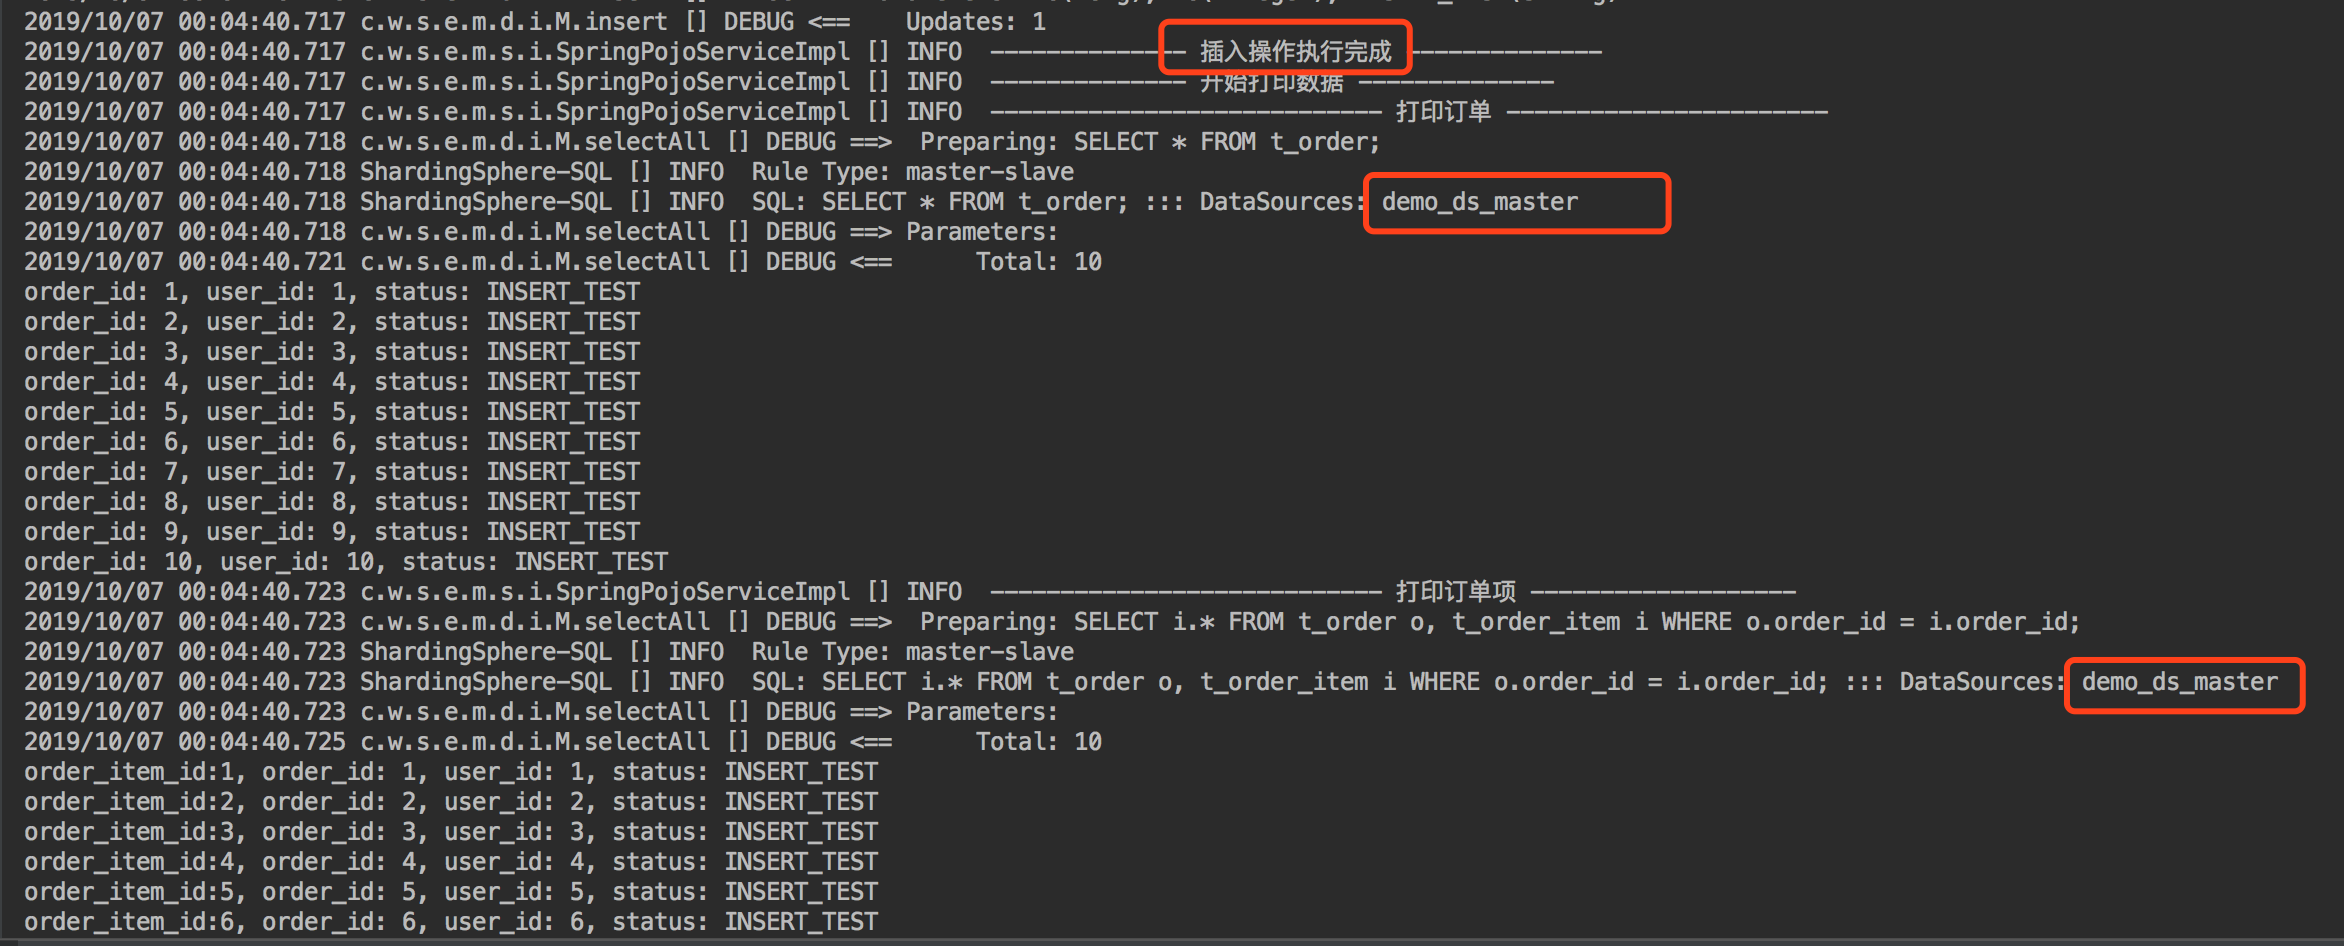 2019/10/07 00:04:40.717 c.w.s.e.m.d.i.M.insert [] DEBUG <==    Updates: 1
2019/10/07 00:04:40.717 c.w.s.e.m.s.i.SpringPojoServiceImpl [] INFO  -------------- 插入操作执行完成 --------------
2019/10/07 00:04:40.717 c.w.s.e.m.s.i.SpringPojoServiceImpl [] INFO  -------------- 开始打印数据 --------------
2019/10/07 00:04:40.717 c.w.s.e.m.s.i.SpringPojoServiceImpl [] INFO  ---------------------------- 打印订单 -----------------------
2019/10/07 00:04:40.718 c.w.s.e.m.d.i.M.selectAll [] DEBUG ==>  Preparing: SELECT * FROM t_order;
2019/10/07 00:04:40.718 ShardingSphere-SQL [] INFO  Rule Type: master-slave
2019/10/07 00:04:40.718 ShardingSphere-SQL [] INFO  SQL: SELECT * FROM t_order; ::: DataSources: demo_ds_master
2019/10/07 00:04:40.718 c.w.s.e.m.d.i.M.selectAll [] DEBUG ==> Parameters:
2019/10/07 00:04:40.721 c.w.s.e.m.d.i.M.selectAll [] DEBUG <==      Total: 10
order_id: 1, user_id: 1, status: INSERT_TEST
order_id: 2, user_id: 2, status: INSERT_TEST
order_id: 3, user_id: 3, status: INSERT_TEST
order_id: 4, user_id: 4, status: INSERT_TEST
order_id: 5, user_id: 5, status: INSERT_TEST
order_id: 6, user_id: 6, status: INSERT_TEST
order_id: 7, user_id: 7, status: INSERT_TEST
order_id: 8, user_id: 8, status: INSERT_TEST
order_id: 9, user_id: 9, status: INSERT_TEST
order_id: 10, user_id: 10, status: INSERT_TEST
2019/10/07 00:04:40.723 c.w.s.e.m.s.i.SpringPojoServiceImpl [] INFO  ---------------------------- 打印订单项 -------------------
2019/10/07 00:04:40.723 c.w.s.e.m.d.i.M.selectAll [] DEBUG ==>  Preparing: SELECT i.* FROM t_order o, t_order_item i WHERE o.order_id = i.order_id;
2019/10/07 00:04:40.723 ShardingSphere-SQL [] INFO  Rule Type: master-slave
2019/10/07 00:04:40.723 ShardingSphere-SQL [] INFO  SQL: SELECT i.* FROM t_order o, t_order_item i WHERE o.order_id = i.order_id; ::: DataSources: demo_ds_master
2019/10/07 00:04:40.723 c.w.s.e.m.d.i.M.selectAll [] DEBUG ==> Parameters:
2019/10/07 00:04:40.725 c.w.s.e.m.d.i.M.selectAll [] DEBUG <==      Total: 10
order_item_id:1, order_id: 1, user_id: 1, status: INSERT_TEST
order_item_id:2, order_id: 2, user_id: 2, status: INSERT_TEST
order_item_id:3, order_id: 3, user_id: 3, status: INSERT_TEST
order_item_id:4, order_id: 4, user_id: 4, status: INSERT_TEST
order_item_id:5, order_id: 5, user_id: 5, status: INSERT_TEST
order_item_id:6, order_id: 6, user_id: 6, status: INSERT_TEST